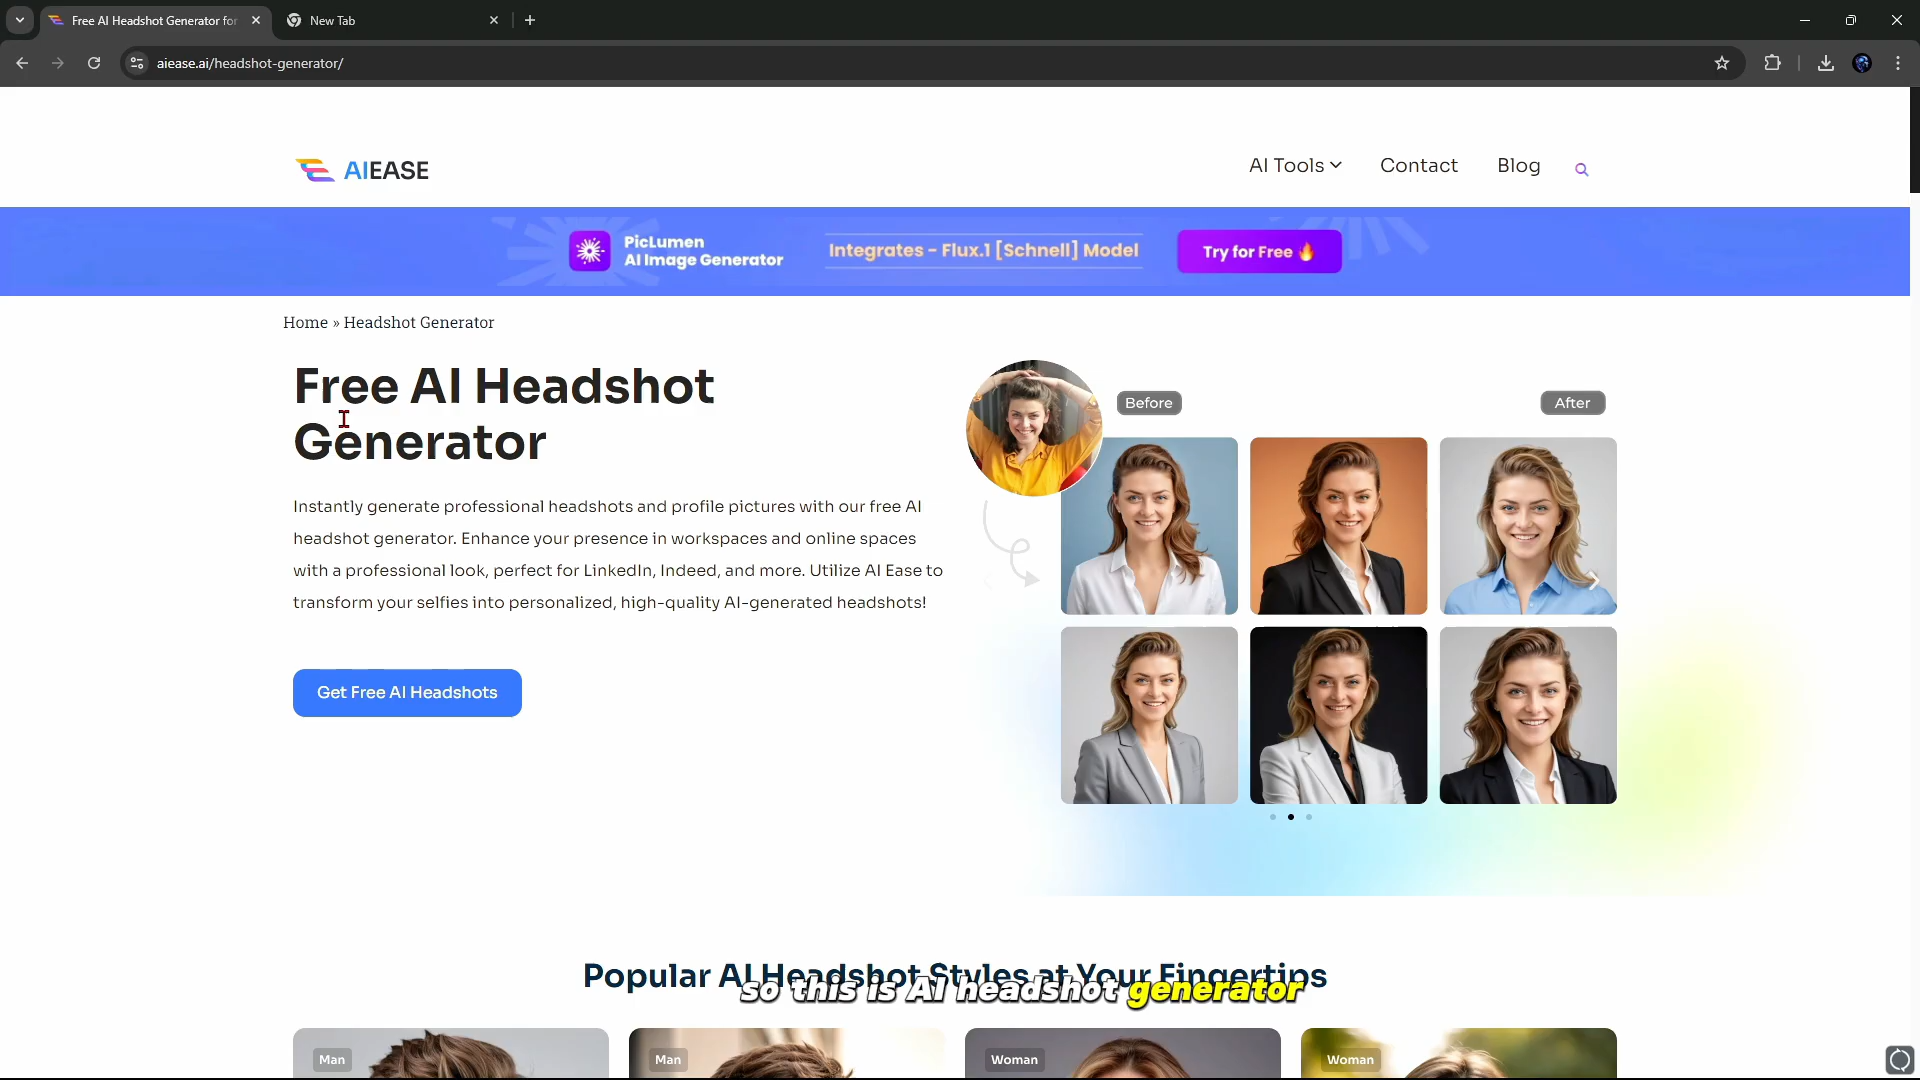 Free AI Headshot Generator for
New Tab
aiease.ai/headshot-generator/
AIEASE
AI Tools
Contact
Blog
PicLumen
AI Image Generator
Integrates - Flux.1 [Schnell] Model
Try for Free 🔥
Home » Headshot Generator
Free AI Headshot
Generator
Instantly generate professional headshots and profile pictures with our free AI
headshot generator. Enhance your presence in workspaces and online spaces
with a professional look, perfect for LinkedIn, Indeed, and more. Utilize AI Ease to
transform your selfies into personalized, high-quality AI-generated headshots!
Get Free AI Headshots
Before
After
Popular AI Headshot Styles at Your Fingertips
so this is AI headshot generator
Man
Man
Woman
Woman